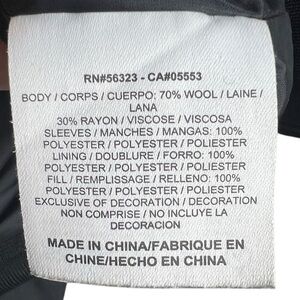 RN#56323 - CA#05553
BODY / CORPS / CUERPO: 70% WOOL / LAINE /
LANA
30% RAYON / VISCOSE / VISCOSA
SLEEVES / MANCHES / MANGAS: 100%
POLYESTER / POLYESTER / POLIESTER
LINING / DOUBLURE / FORRO: 100%
POLYESTER / POLYESTER / POLIESTER
FILL / REMPLISSAGE / RELLENO: 100%
POLYESTER / POLYESTER / POLIESTER
EXCLUSIVE OF DECORATION / DECORATION
NON COMPRISE / NO INCLUYE LA
DECORACION
MADE IN CHINA/FABRIQUE EN
CHINE/HECHO EN CHINA